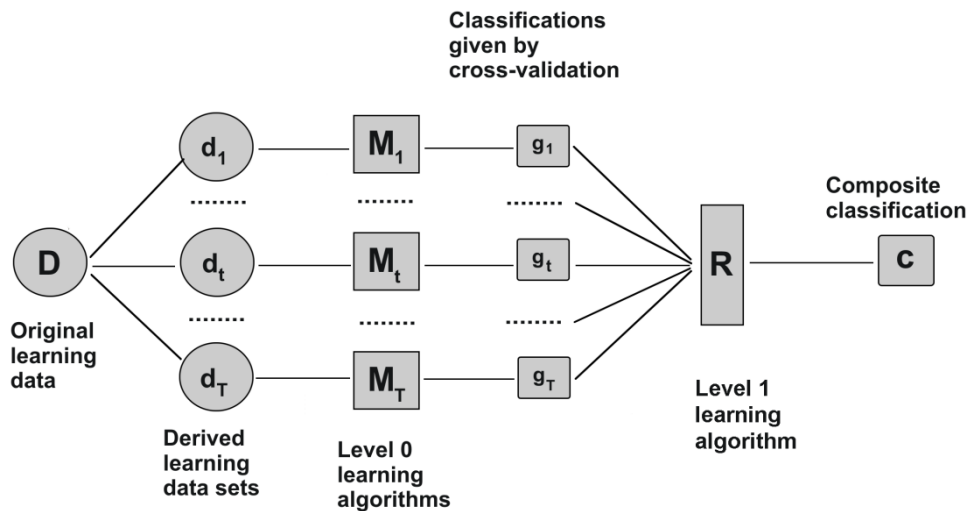 Classifications
given by
cross-validation
d1
M1
g1
Composite
classification
D
dt
Mt
gt
R
c
Original
learning
data
dT
MT
gT
Level 1
learning
algorithm
Derived
learning
data sets
Level 0
learning
algorithms